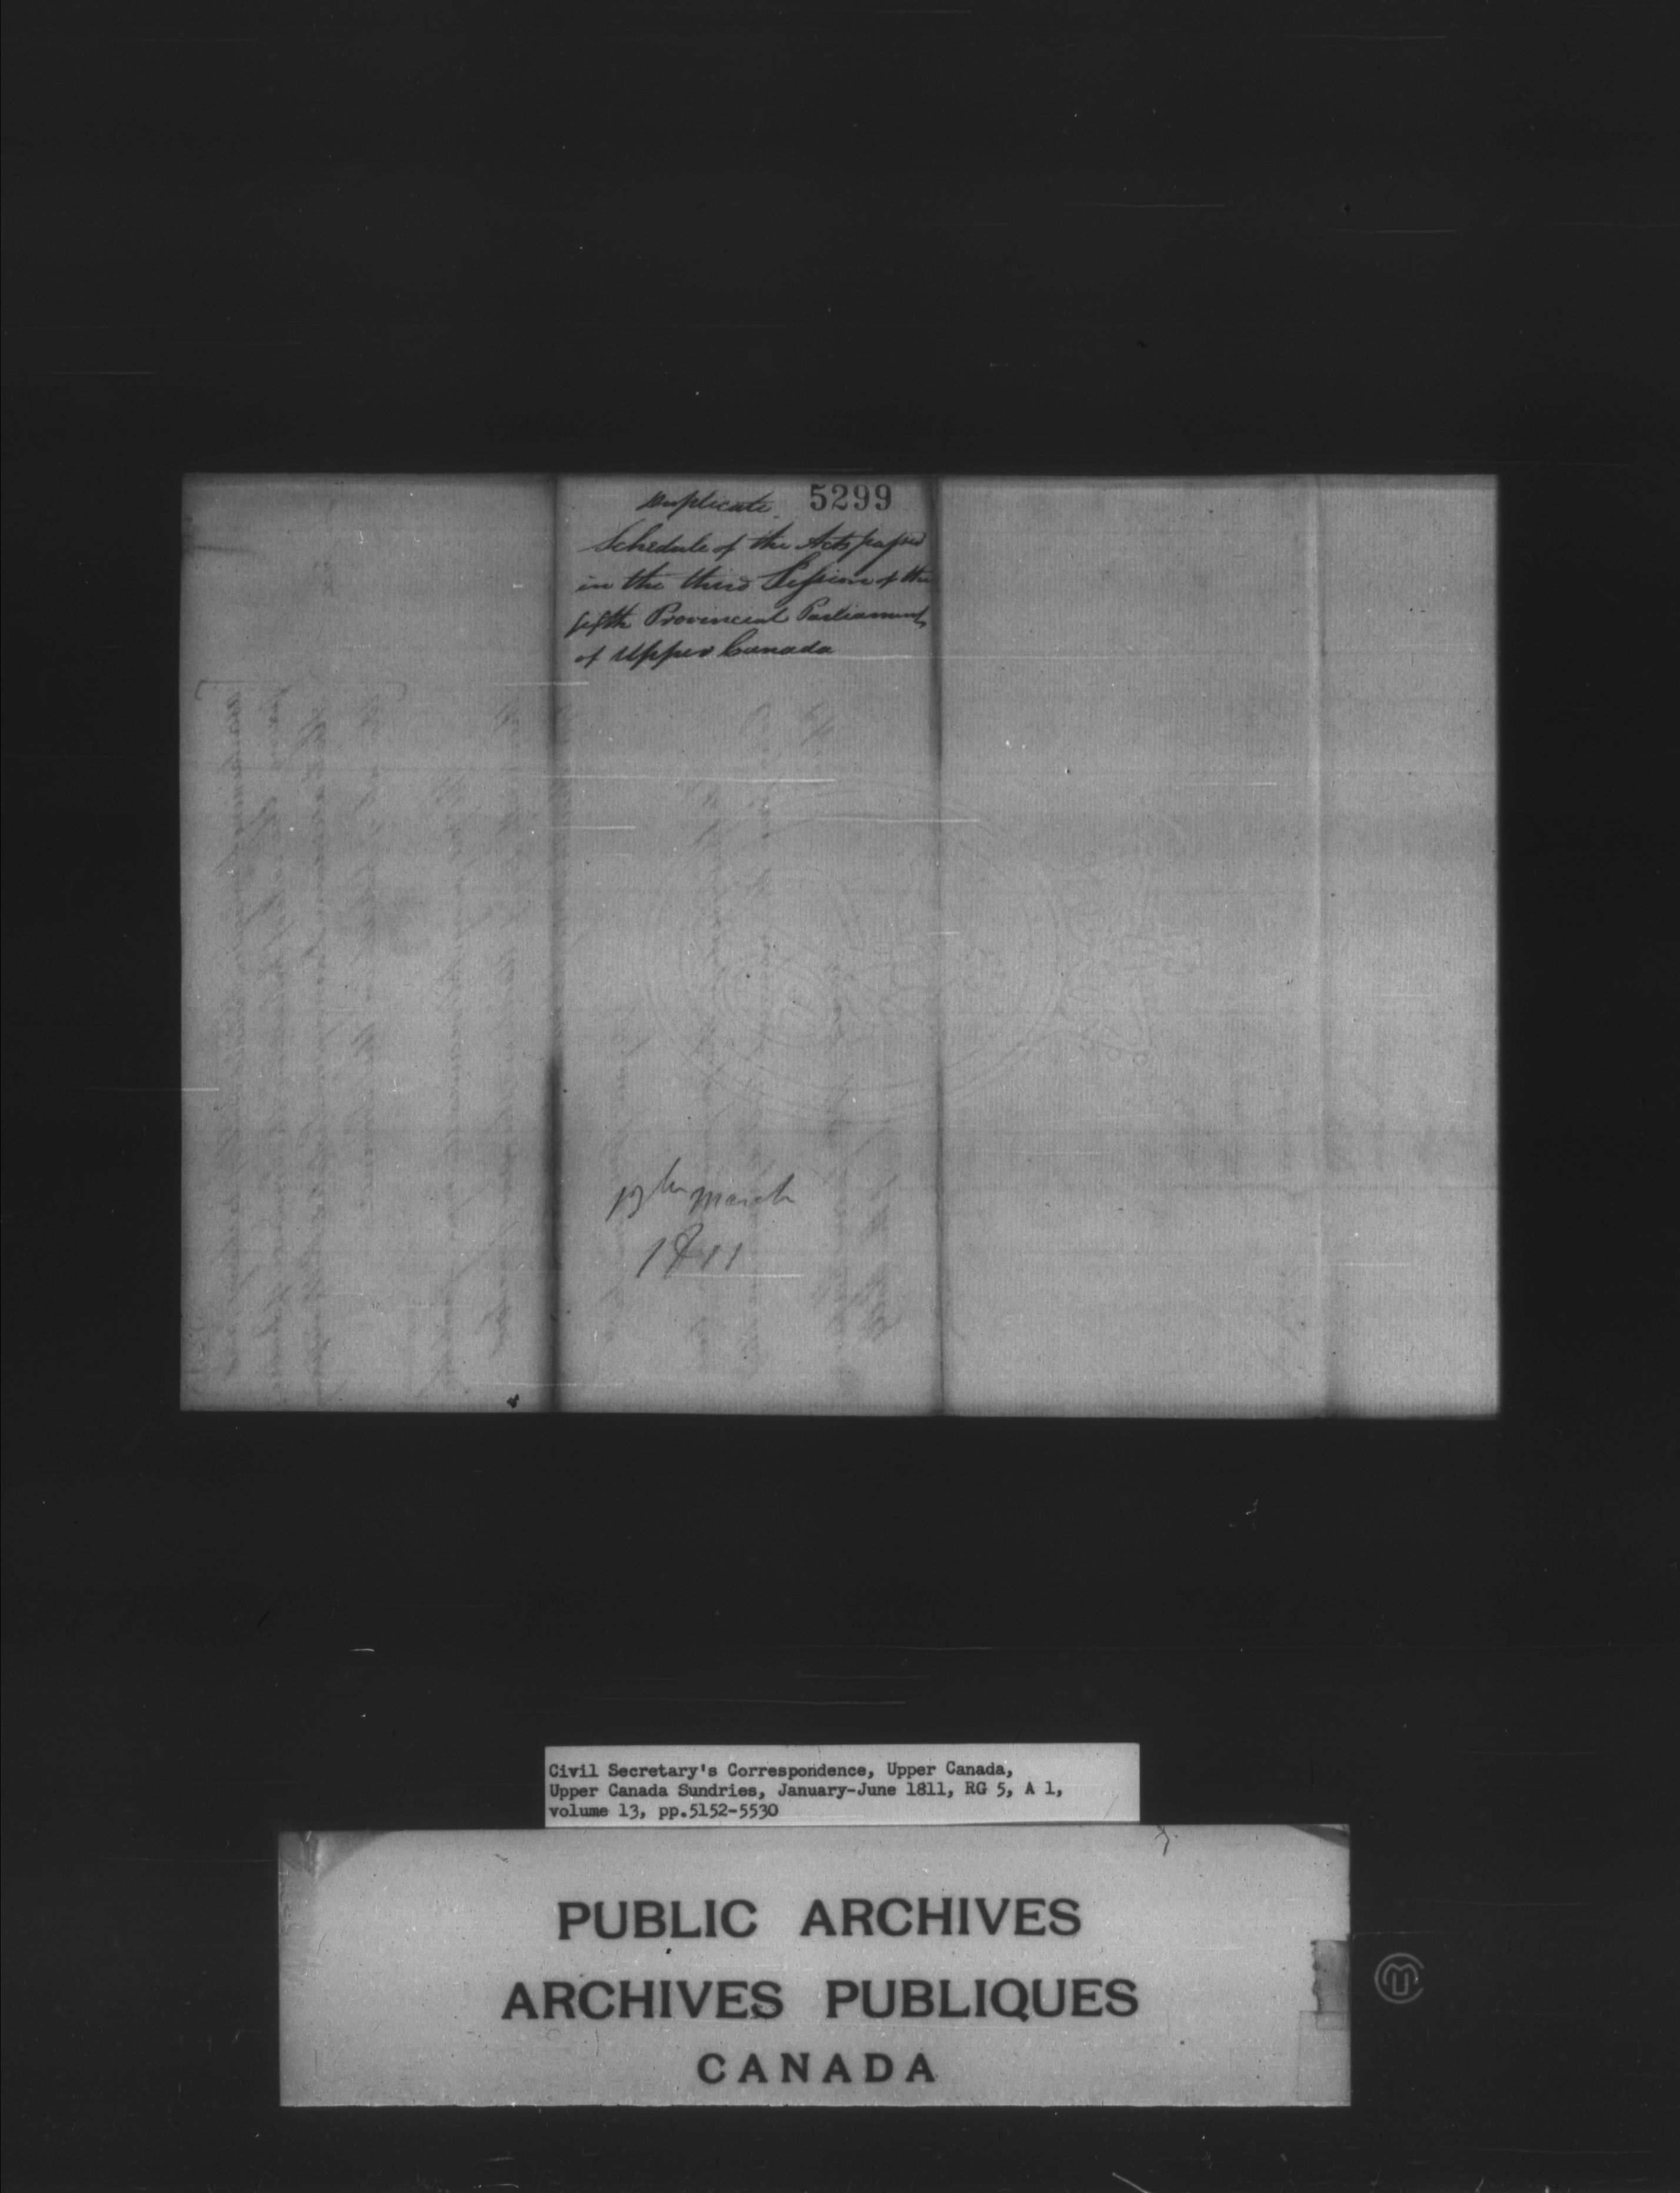 Duplicate. 5299
Schedule of the Acts passed
in the third Session of the
fifth Provincial Parliament
of Upper Canada
March
1811
Civil Secretary's Correspondence, Upper Canada,
Upper Canada Sundries, January-June 1811, RG 5, A 1,
volume 13, pp.5152-5530
PUBLIC ARCHIVES
ARCHIVES PUBLIQUES
CANADA